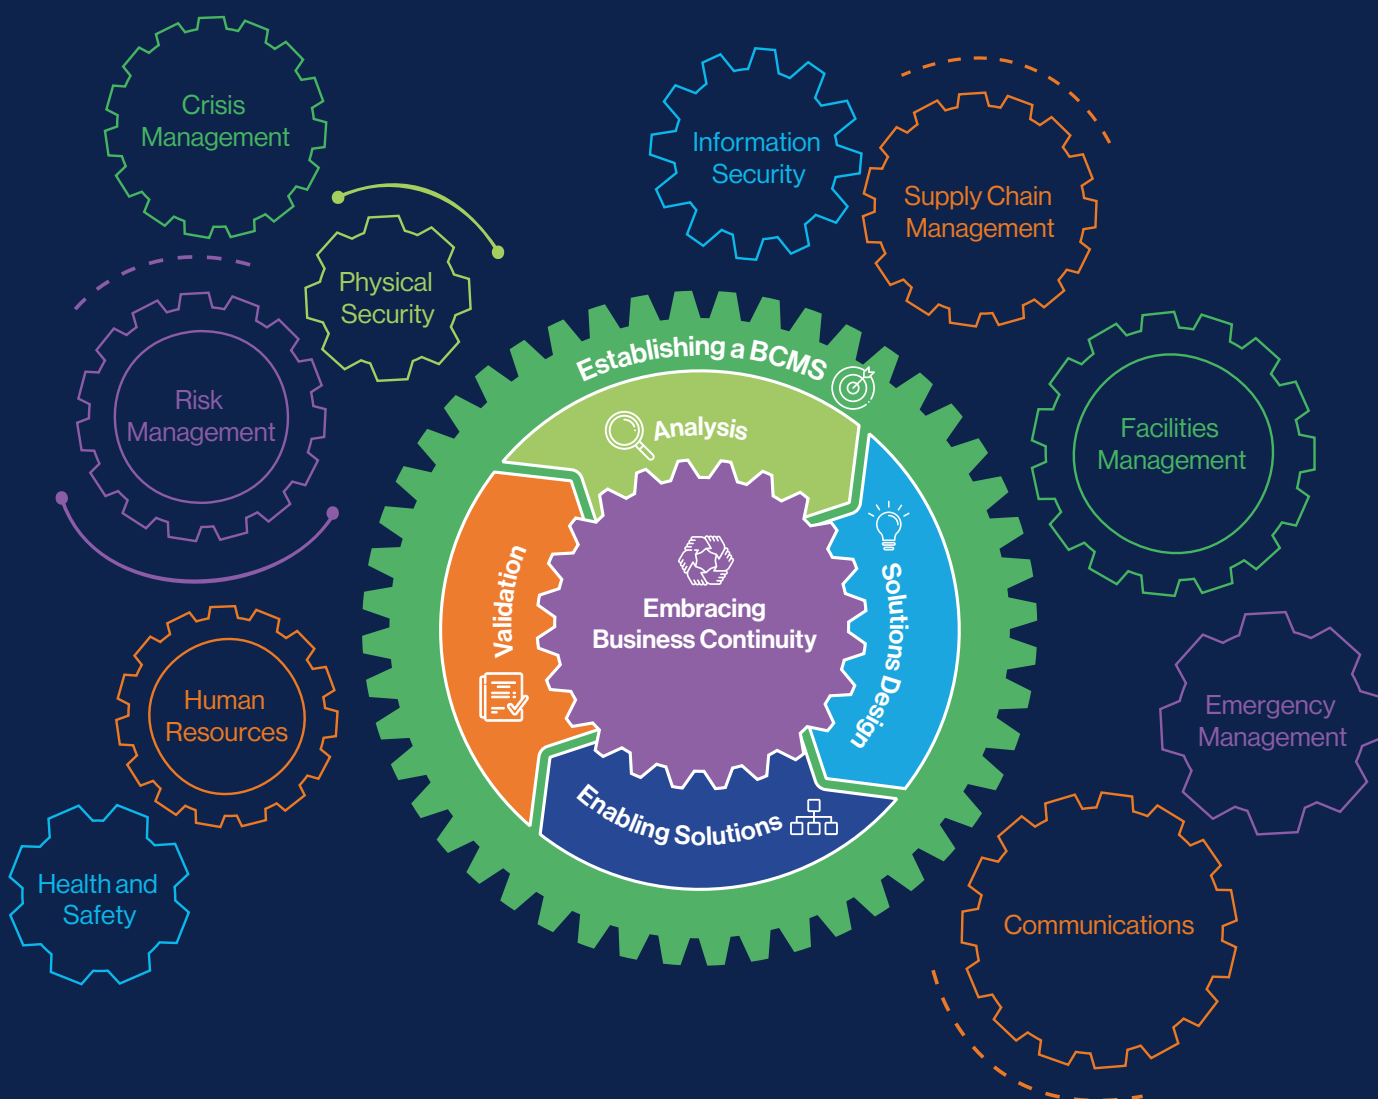 Crisis
Management
Information
Security
Supply Chain
Management
Physical
Security
Risk
Management
Establishing a BCMS
Analysis
Facilities
Management
Validation
Embracing
Business Continuity
Solutions Design
Human
Resources
Emergency
Management
Enabling Solutions
Health and
Safety
Communications